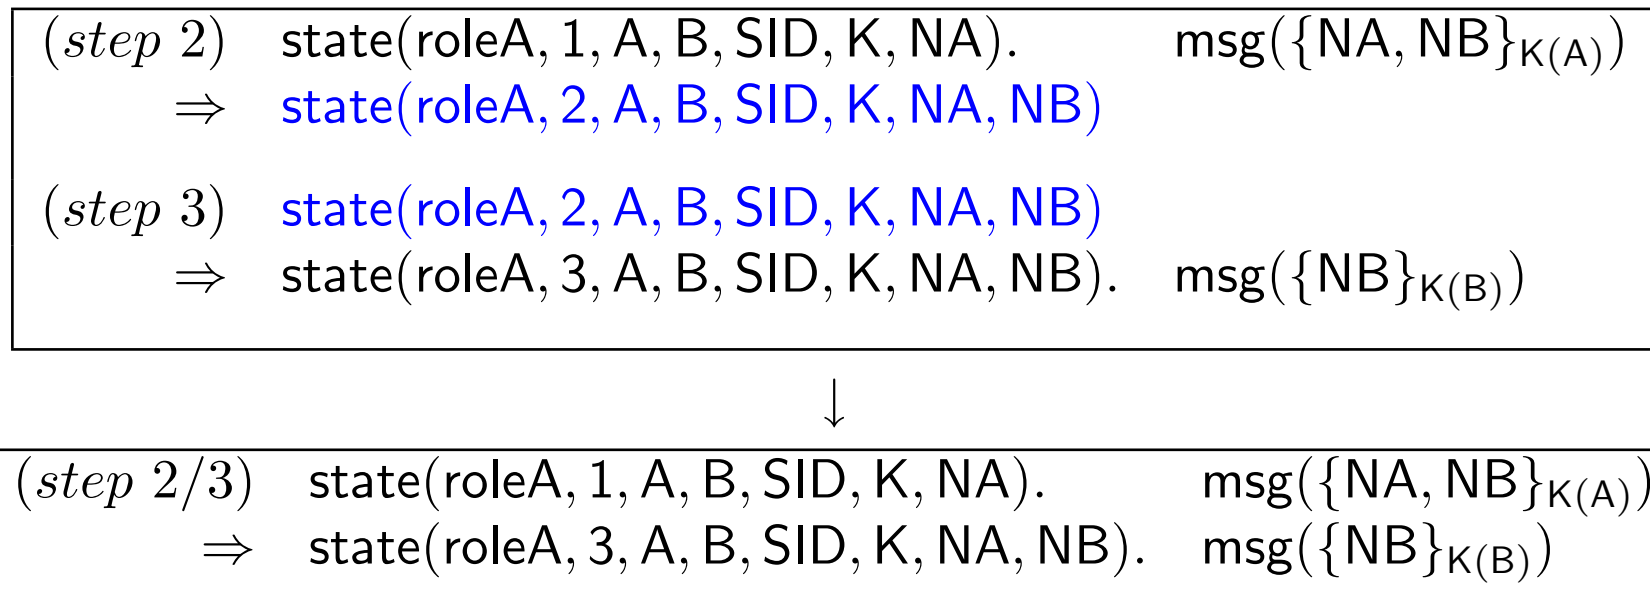 (step 2) state(roleA, 1, A, B, SID, K, NA). msg({NA, NB}K(A))
⇒ state(roleA, 2, A, B, SID, K, NA, NB)
(step 3) state(roleA, 2, A, B, SID, K, NA, NB)
⇒ state(roleA, 3, A, B, SID, K, NA, NB). msg({NB}K(B))
↓
(step 2/3) state(roleA, 1, A, B, SID, K, NA). msg({NA, NB}K(A))
⇒ state(roleA, 3, A, B, SID, K, NA, NB). msg({NB}K(B))